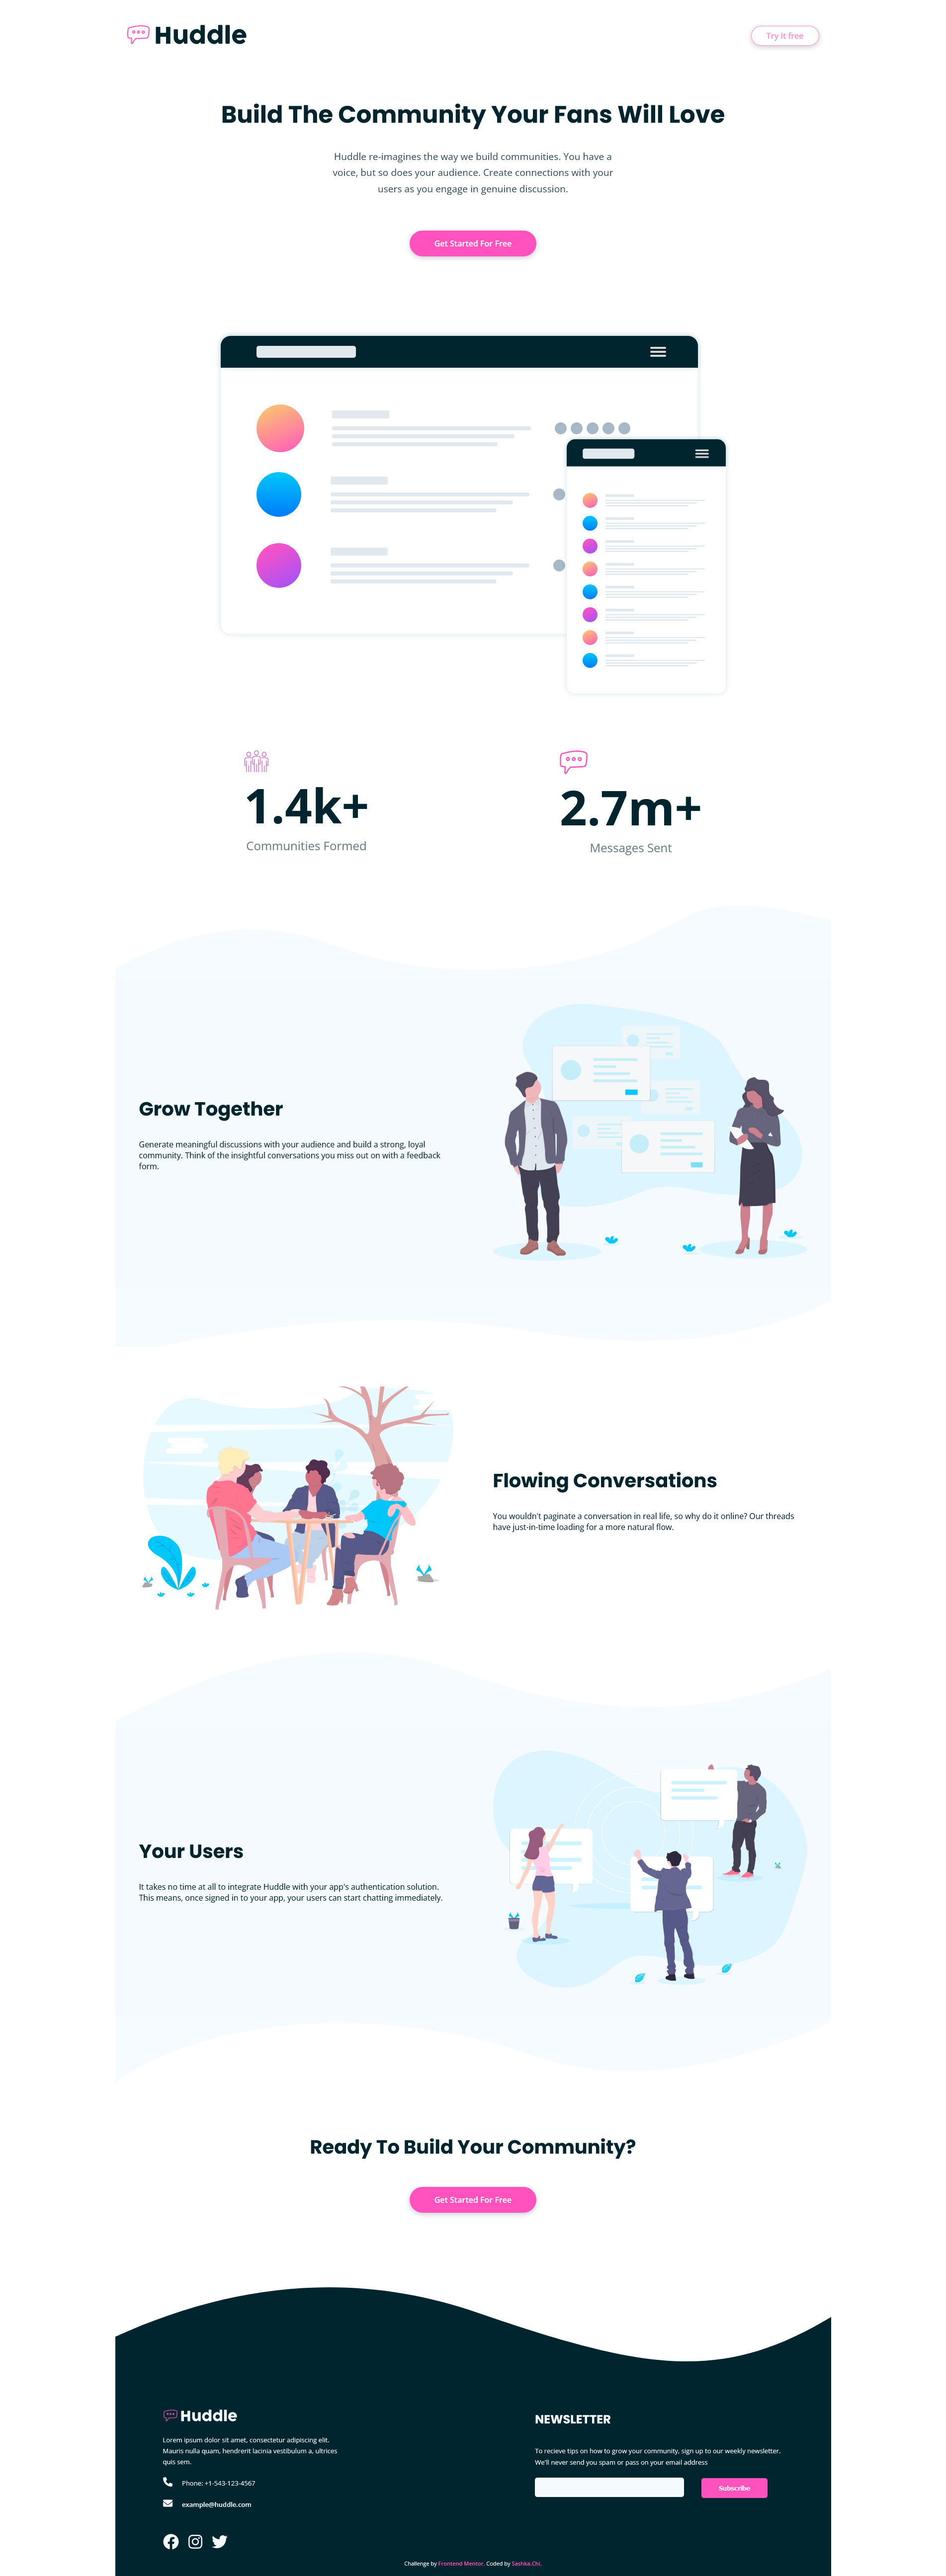 Huddle
Try it free
Build The Community Your Fans Will Love
Huddle re-imagines the way we build communities. You have a
voice, but so does your audience. Create connections with your
users as you engage in genuine discussion.
Get Started For Free
1.4k+
Communities Formed
2.7m+
Messages Sent
Grow Together
Generate meaningful discussions with your audience and build a strong, loyal
community. Think of the insightful conversations you miss out on with a feedback
form.
Flowing Conversations
You wouldn't paginate a conversation in real life, so why do it online? Our threads
have just-in-time loading for a more natural flow.
Your Users
It takes no time at all to integrate Huddle with your app's authentication solution.
This means, once signed in to your app, your users can start chatting immediately.
Ready To Build Your Community?
Get Started For Free
Huddle
Lorem ipsum dolor sit amet, consectetur adipiscing elit.
Mauris nulla quam, hendrerit lacinia vestibulum a, ultrices
quis sem.
Phone: +1-543-123-4567
example@huddle.com
NEWSLETTER
To recieve tips on how to grow your community, sign up to our weekly newsletter.
We'll never send you spam or pass on your email address
Subscribe
Challenge by Frontend Mentor. Coded by Sashka.Chi.